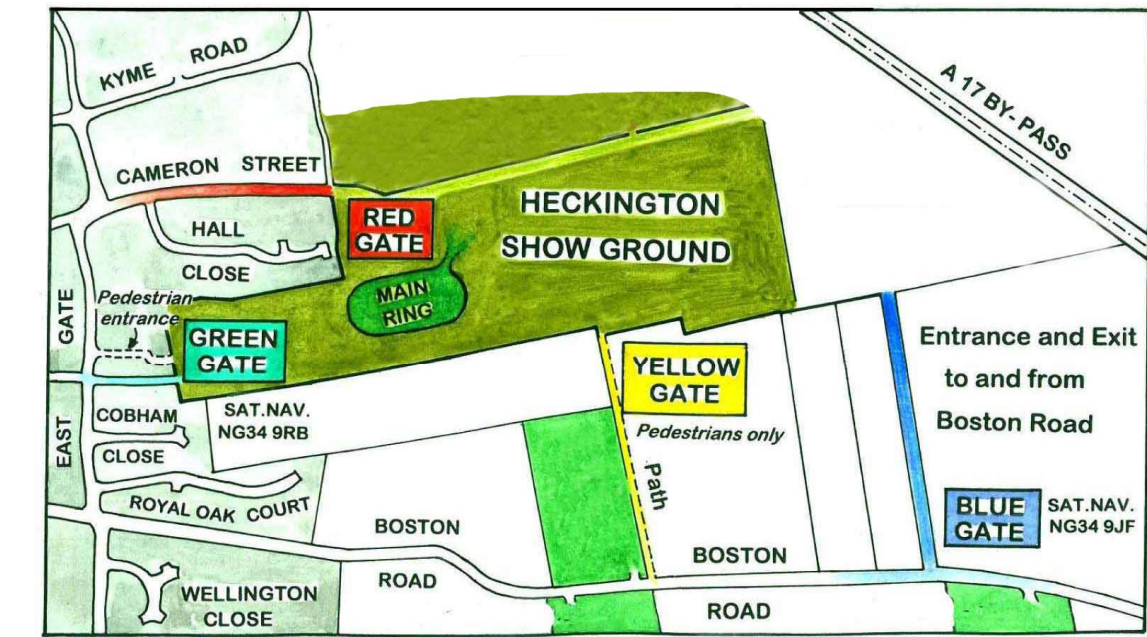 KYME ROAD
A 17 BY-PASS
CAMERON STREET
HALL
CLOSE
RED
GATE
HECKINGTON
SHOW GROUND
MAIN
RING
Pedestrian
entrance
GREEN
GATE
EAST GATE
SAT.NAV.
NG34 9RB
COBHAM
CLOSE
ROYAL OAK COURT
YELLOW
GATE
Pedestrians only
Path
Entrance and Exit
to and from
Boston Road
BLUE
GATE
SAT.NAV.
NG34 9JF
BOSTON
ROAD
BOSTON
ROAD
WELLINGTON
CLOSE